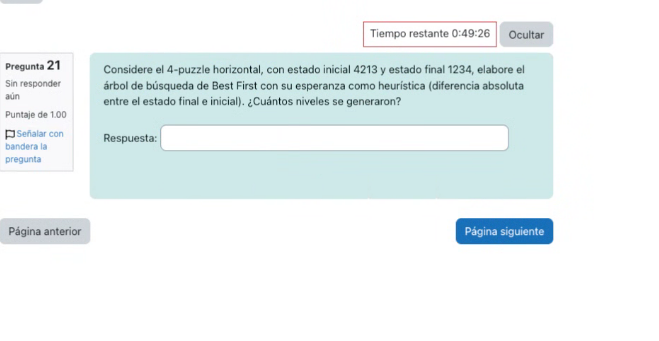 Tiempo restante 0:49:26
Ocultar
Pregunta 21
Sin responder
aún
Puntaje de 1.00
Señalar con
bandera la
pregunta
Considere el 4-puzzle horizontal, con estado inicial 4213 y estado final 1234, elabore el
árbol de búsqueda de Best First con su esperanza como heurística (diferencia absoluta
entre el estado final e inicial). ¿Cuántos niveles se generaron?
Respuesta:
Página anterior
Página siguiente